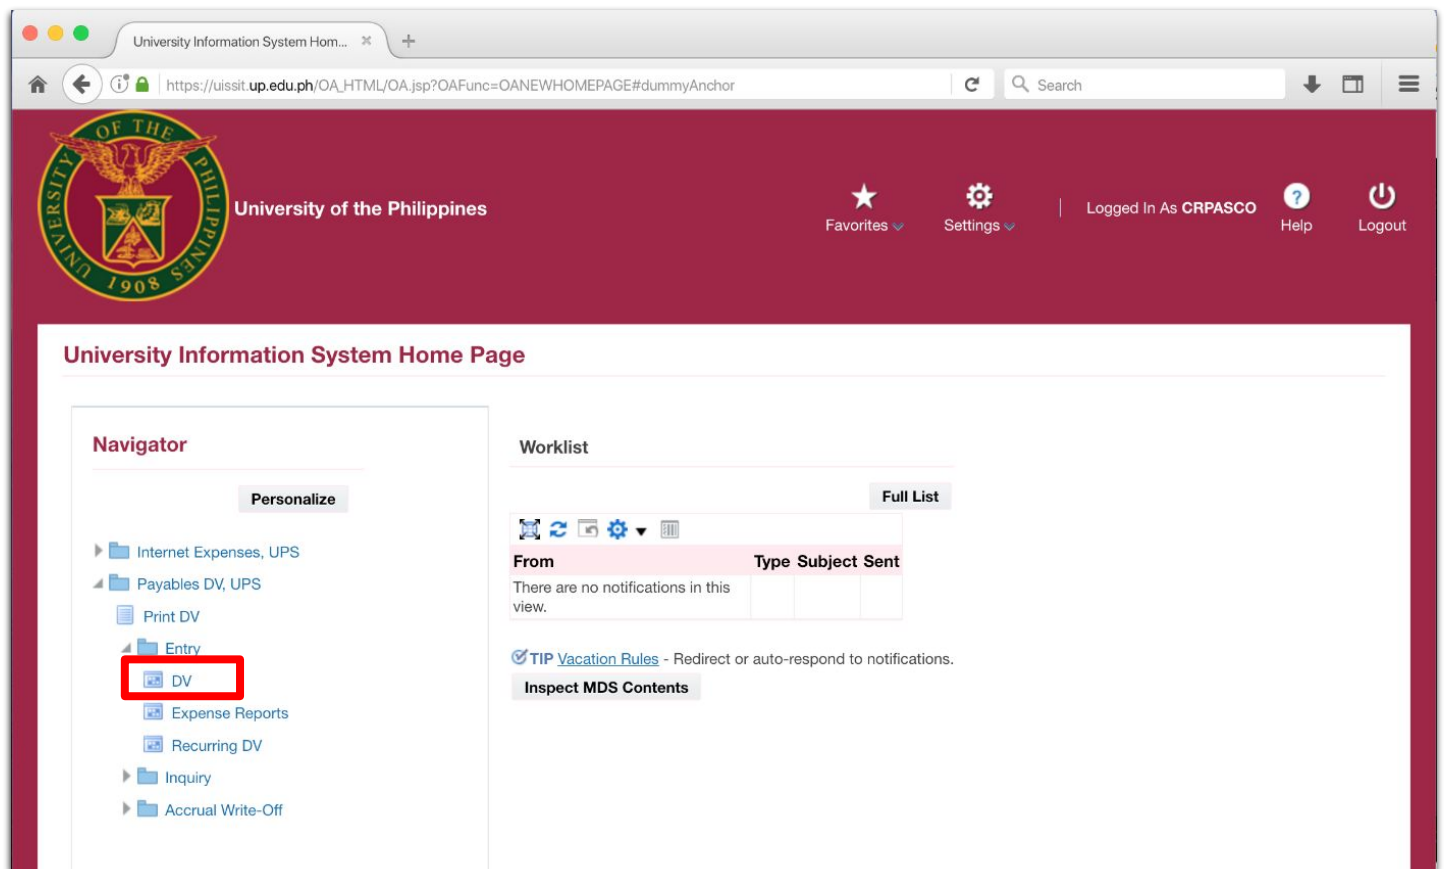 University Information System Hom...
https://uissit.up.edu.ph/OA_HTML/OA.jsp?OAFunc=OANEWHOMEPAGE#dummyAnchor
Search
UNIVERSITY OF THE PHILIPPINES
1908
University of the Philippines
Favorites
Settings
Logged In As CRPASCO
Help
Logout
University Information System Home Page
Navigator
Personalize
Internet Expenses, UPS
Payables DV, UPS
Print DV
Entry
DV
Expense Reports
Recurring DV
Inquiry
Accrual Write-Off
Worklist
Full List
From Type Subject Sent
There are no notifications in this
view.
TIP Vacation Rules - Redirect or auto-respond to notifications.
Inspect MDS Contents